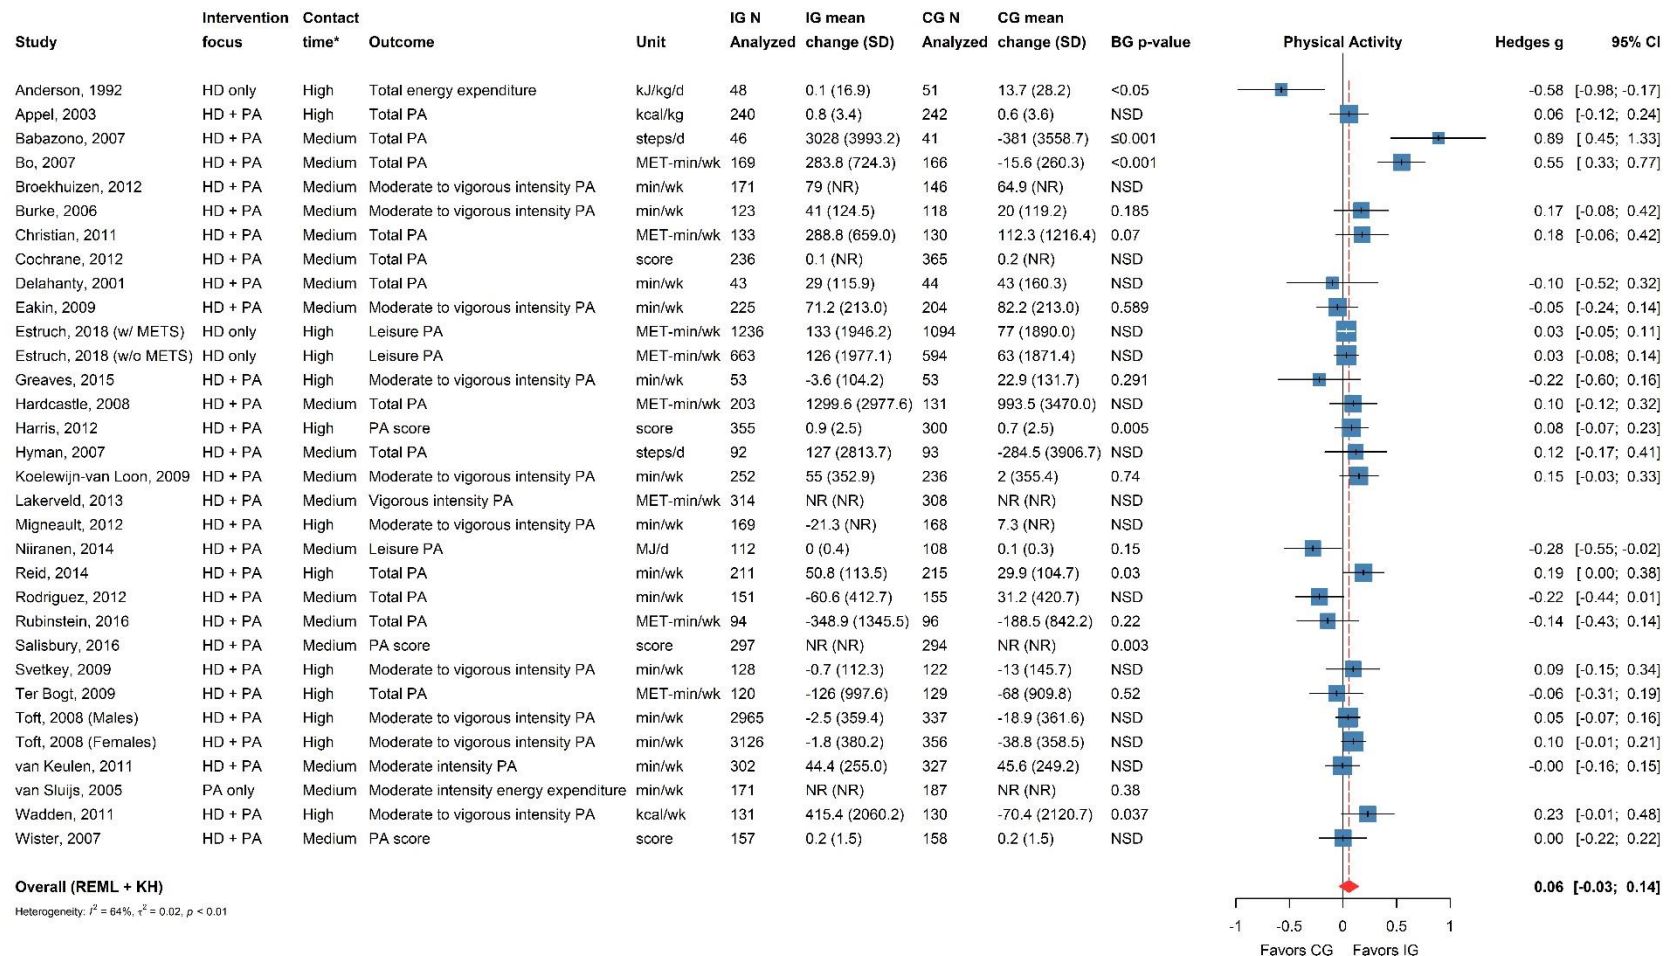 Intervention Contact IG N IG mean CG N CG mean
Study focus time* Outcome Unit Analyzed change (SD) Analyzed change (SD) BG p-value Physical Activity Hedges g 95% CI
Anderson, 1992 HD only High Total energy expenditure kJ/kg/d 48 0.1 (16.9) 51 13.7 (28.2) <0.05 -0.58 [-0.98; -0.17]
Appel, 2003 HD + PA High Total PA kcal/kg 240 0.8 (3.4) 242 0.6 (3.6) NSD 0.06 [-0.12; 0.24]
Babazono, 2007 HD + PA Medium Total PA steps/d 46 3028 (3993.2) 41 -381 (3558.7) ≤0.001 0.89 [ 0.45; 1.33]
Bo, 2007 HD + PA Medium Total PA MET-min/wk 169 283.8 (724.3) 166 -15.6 (260.3) <0.001 0.55 [ 0.33; 0.77]
Broekhuizen, 2012 HD + PA Medium Moderate to vigorous intensity PA min/wk 171 79 (NR) 146 64.9 (NR) NSD
Burke, 2006 HD + PA Medium Moderate to vigorous intensity PA min/wk 123 41 (124.5) 118 20 (119.2) 0.185 0.17 [-0.08; 0.42]
Christian, 2011 HD + PA Medium Total PA MET-min/wk 133 288.8 (659.0) 130 112.3 (1216.4) 0.07 0.18 [-0.06; 0.42]
Cochrane, 2012 HD + PA Medium Total PA score 236 0.1 (NR) 365 0.2 (NR) NSD
Delahanty, 2001 HD + PA Medium Total PA min/wk 43 29 (115.9) 44 43 (160.3) NSD -0.10 [-0.52; 0.32]
Eakin, 2009 HD + PA Medium Moderate to vigorous intensity PA min/wk 225 71.2 (213.0) 204 82.2 (213.0) 0.589 -0.05 [-0.24; 0.14]
Estruch, 2018 (w/ METS) HD only High Leisure PA MET-min/wk 1236 133 (1946.2) 1094 77 (1890.0) NSD 0.03 [-0.05; 0.11]
Estruch, 2018 (w/o METS) HD only High Leisure PA MET-min/wk 663 126 (1977.1) 594 63 (1871.4) NSD 0.03 [-0.08; 0.14]
Greaves, 2015 HD + PA High Moderate to vigorous intensity PA min/wk 53 -3.6 (104.2) 53 22.9 (131.7) 0.291 -0.22 [-0.60; 0.16]
Hardcastle, 2008 HD + PA Medium Total PA MET-min/wk 203 1299.6 (2977.6) 131 993.5 (3470.0) NSD 0.10 [-0.12; 0.32]
Harris, 2012 HD + PA High PA score score 355 0.9 (2.5) 300 0.7 (2.5) 0.005 0.08 [-0.07; 0.23]
Hyman, 2007 HD + PA Medium Total PA steps/d 92 127 (2813.7) 93 -284.5 (3906.7) NSD 0.12 [-0.17; 0.41]
Koelewijn-van Loon, 2009 HD + PA Medium Moderate to vigorous intensity PA min/wk 252 55 (352.9) 236 2 (355.4) 0.74 0.15 [-0.03; 0.33]
Lakerveld, 2013 HD + PA Medium Vigorous intensity PA MET-min/wk 314 NR (NR) 308 NR (NR) NSD
Migneault, 2012 HD + PA High Moderate to vigorous intensity PA min/wk 169 -21.3 (NR) 168 7.3 (NR) NSD
Niiranen, 2014 HD + PA Medium Leisure PA MJ/d 112 0 (0.4) 108 0.1 (0.3) 0.15 -0.28 [-0.55; -0.02]
Reid, 2014 HD + PA High Total PA min/wk 211 50.8 (113.5) 215 29.9 (104.7) 0.03 0.19 [ 0.00; 0.38]
Rodriguez, 2012 HD + PA Medium Total PA min/wk 151 -60.6 (412.7) 155 31.2 (420.7) NSD -0.22 [-0.44; 0.01]
Rubinstein, 2016 HD + PA Medium Total PA MET-min/wk 94 -348.9 (1345.5) 96 -188.5 (842.2) 0.22 -0.14 [-0.43; 0.14]
Salisbury, 2016 HD + PA Medium PA score score 297 NR (NR) 294 NR (NR) 0.003
Svetkey, 2009 HD + PA High Moderate to vigorous intensity PA min/wk 128 -0.7 (112.3) 122 -13 (145.7) NSD 0.09 [-0.15; 0.34]
Ter Bogt, 2009 HD + PA High Total PA MET-min/wk 120 -126 (997.6) 129 -68 (909.8) 0.52 -0.06 [-0.31; 0.19]
Toft, 2008 (Males) HD + PA High Moderate to vigorous intensity PA min/wk 2965 -2.5 (359.4) 337 -18.9 (361.6) NSD 0.05 [-0.07; 0.16]
Toft, 2008 (Females) HD + PA High Moderate to vigorous intensity PA min/wk 3126 -1.8 (380.2) 356 -38.8 (358.5) NSD 0.10 [-0.01; 0.21]
van Keulen, 2011 HD + PA Medium Moderate intensity PA min/wk 302 44.4 (255.0) 327 45.6 (249.2) NSD -0.00 [-0.16; 0.15]
van Sluijs, 2005 PA only Medium Moderate intensity energy expenditure min/wk 171 NR (NR) 187 NR (NR) 0.38
Wadden, 2011 HD + PA High Moderate to vigorous intensity PA kcal/wk 131 415.4 (2060.2) 130 -70.4 (2120.7) 0.037 0.23 [-0.01; 0.48]
Wister, 2007 HD + PA Medium PA score score 157 0.2 (1.5) 158 0.2 (1.5) NSD 0.00 [-0.22; 0.22]
Overall (REML + KH) 0.06 [-0.03; 0.14]
Heterogeneity: I² = 64%, τ² = 0.02, p < 0.01
-1 -0.5 0 0.5 1
Favors CG Favors IG